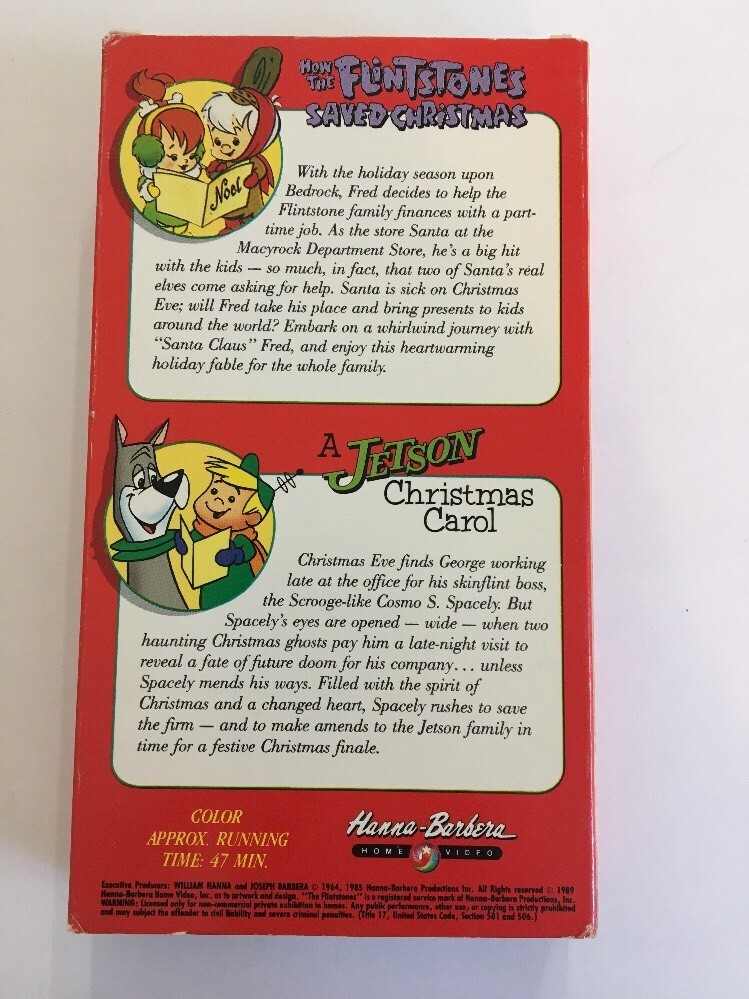 HOW
THE FLINTSTONES
SAVED CHRISTMAS
Noel
With the holiday season upon
Bedrock, Fred decides to help the
Flintstone family finances with a part-
time job. As the store Santa at the
Macyrock Department Store, he's a big hit
with the kids — so much, in fact, that two of Santa's real
elves come asking for help. Santa is sick on Christmas
Eve; will Fred take his place and bring presents to kids
around the world? Embark on a whirlwind journey with
"Santa Claus" Fred, and enjoy this heartwarming
holiday fable for the whole family.
A JETSON
Christmas
Carol
Christmas Eve finds George working
late at the office for his skinflint boss,
the Scrooge-like Cosmo S. Spacely. But
Spacely's eyes are opened — wide — when two
haunting Christmas ghosts pay him a late-night visit to
reveal a fate of future doom for his company... unless
Spacely mends his ways. Filled with the spirit of
Christmas and a changed heart, Spacely rushes to save
the firm — and to make amends to the Jetson family in
time for a festive Christmas finale.
COLOR
APPROX. RUNNING
TIME: 47 MIN.
Hanna-Barbera
HOME VIDEO
Executive Producers: WILLIAM HANNA and JOSEPH BARBERA © 1964, 1985 Hanna-Barbera Productions Inc. All Rights reserved © 1989
Hanna-Barbera Home Video, Inc. as to artwork and design. "The Flintstones" is a registered service mark of Hanna-Barbera Productions, Inc.
WARNING: Licensed only for non-commercial private exhibition in homes. Any public performance, other use, or copying is strictly prohibited
and may subject the offender to civil liability and severe criminal penalties. (Title 17, United States Code, Section 501 and 506.)